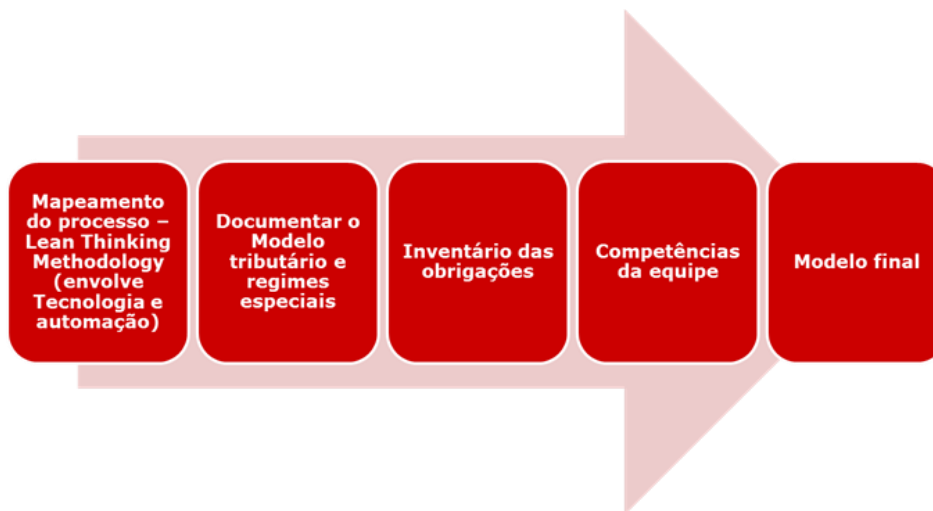 Mapeamento
do processo –
Lean Thinking
Methodology
(envolve
Tecnologia e
automação)
Documentar o
Modelo
tributário e
regimes
especiais
Inventário das
obrigações
Competências
da equipe
Modelo final